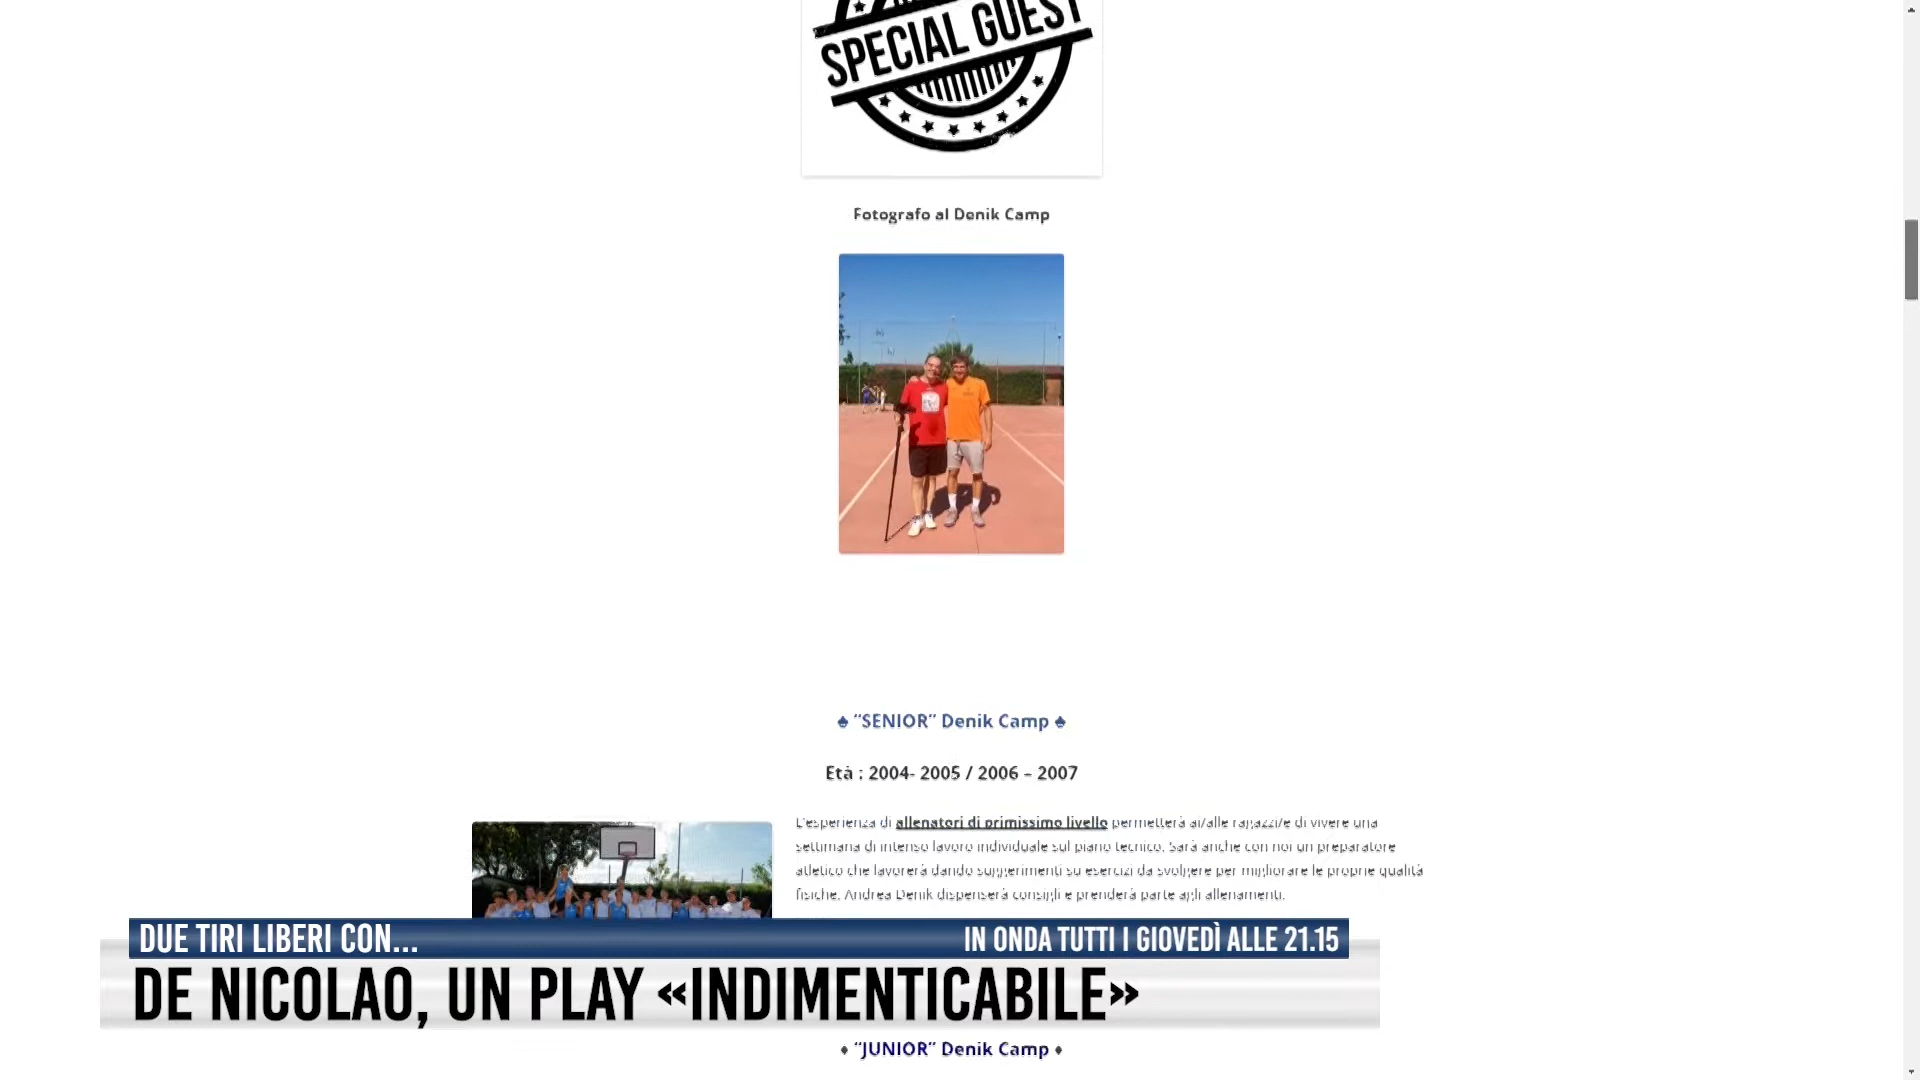 SPECIAL GUEST
Fotografo al Denik Camp
♣ “SENIOR” Denik Camp ♣
Età : 2004- 2005 / 2006 – 2007
L’esperienza di allenatori di primissimo livello permetterà ai/alle ragazzi/e di vivere una
settimana di intenso lavoro individuale sul piano tecnico. Sarà anche con noi un preparatore
atletico che lavorerà dando suggerimenti su esercizi da svolgere per migliorare le proprie qualità
fisiche. Andrea Denik dispenserà consigli e prenderà parte agli allenamenti.
DUE TIRI LIBERI CON...
IN ONDA TUTTI I GIOVEDÌ ALLE 21.15
DE NICOLAO, UN PLAY «INDIMENTICABILE»
♦ “JUNIOR” Denik Camp ♦